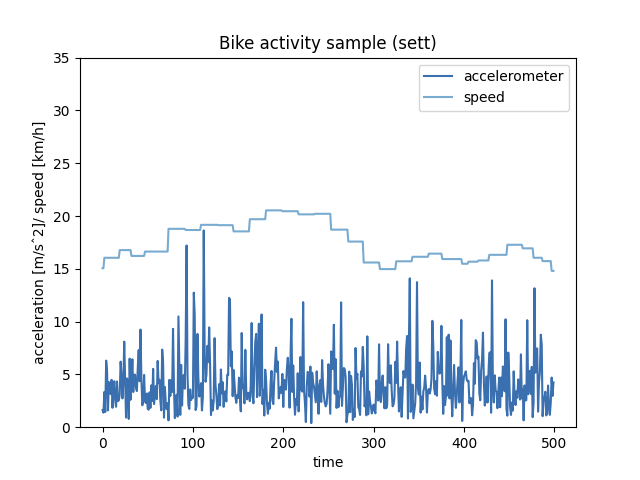 Bike activity sample (sett)
accelerometer
speed
35
30
25
20
15
10
5
0
acceleration [m/s^2]/ speed [km/h]
0 100 200 300 400 500
time